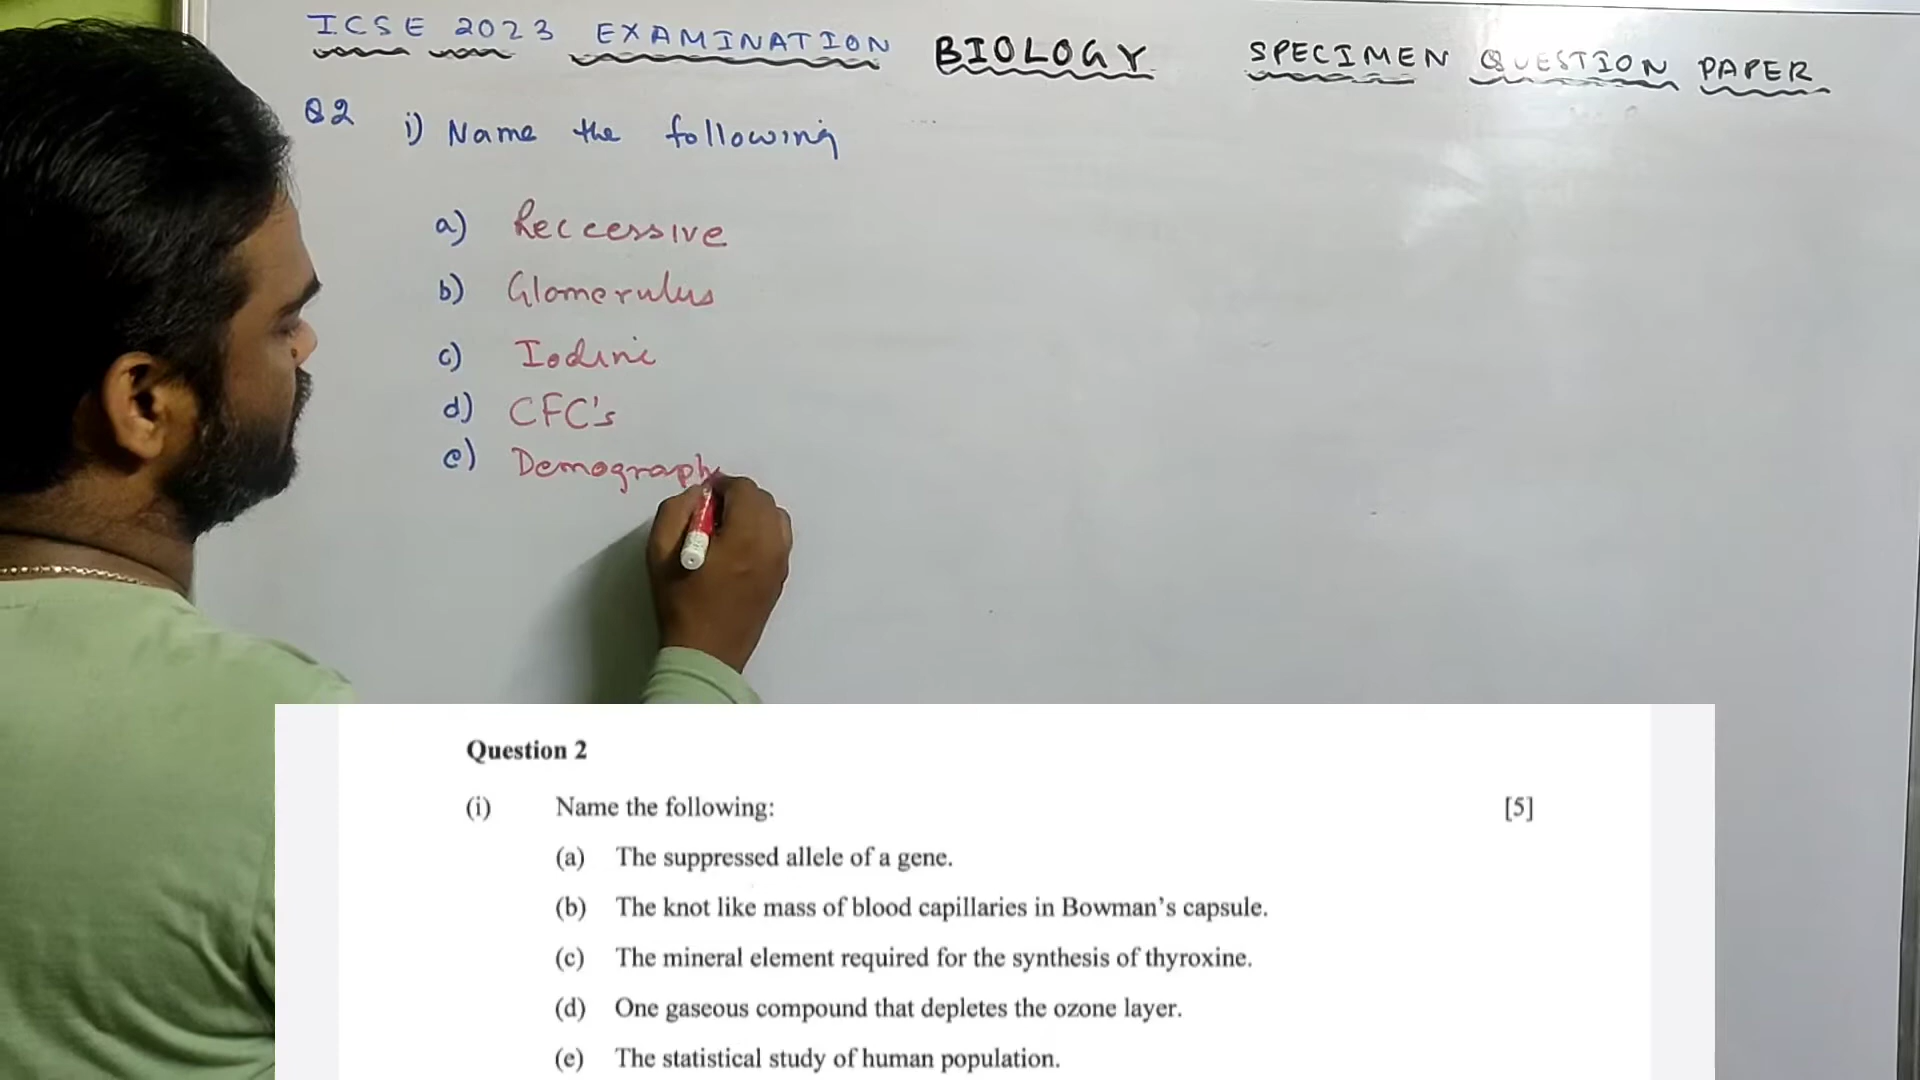 ICSE 2023 EXAMINATION BIOLOGY SPECIMEN QUESTION PAPER
Q2 i) Name the following
a) Reccessive
b) Glomerulus
c) Iodine
d) CFC's
e) Demography
Question 2
(i) Name the following: [5]
(a) The suppressed allele of a gene.
(b) The knot like mass of blood capillaries in Bowman's capsule.
(c) The mineral element required for the synthesis of thyroxine.
(d) One gaseous compound that depletes the ozone layer.
(e) The statistical study of human population.